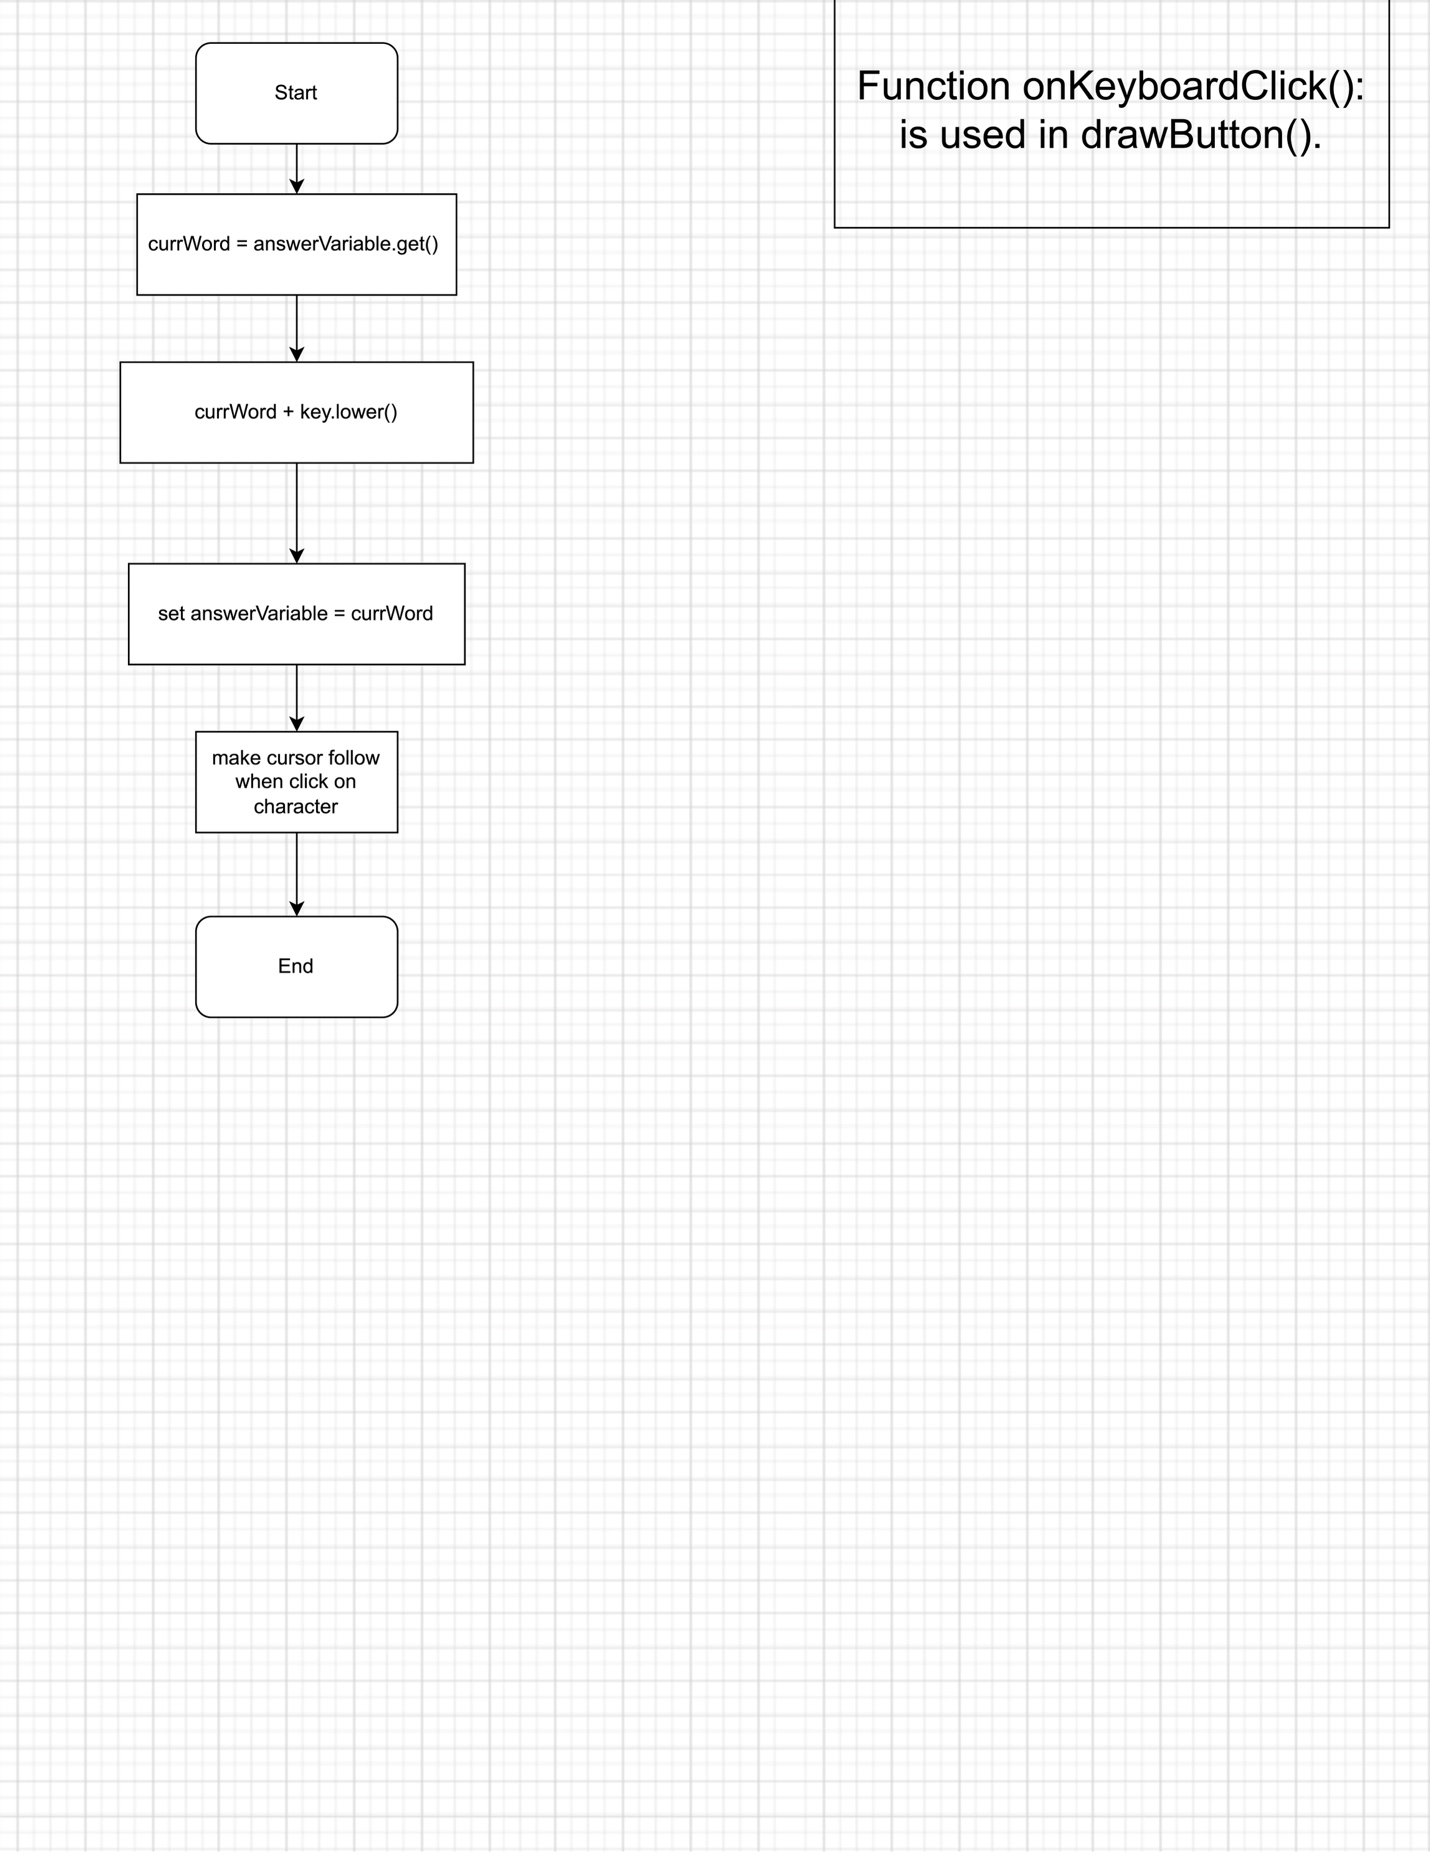 Start
currWord = answerVariable.get()
currWord + key.lower()
set answerVariable = currWord
make cursor follow
when click on
character
End
Function onKeyboardClick():
is used in drawButton().